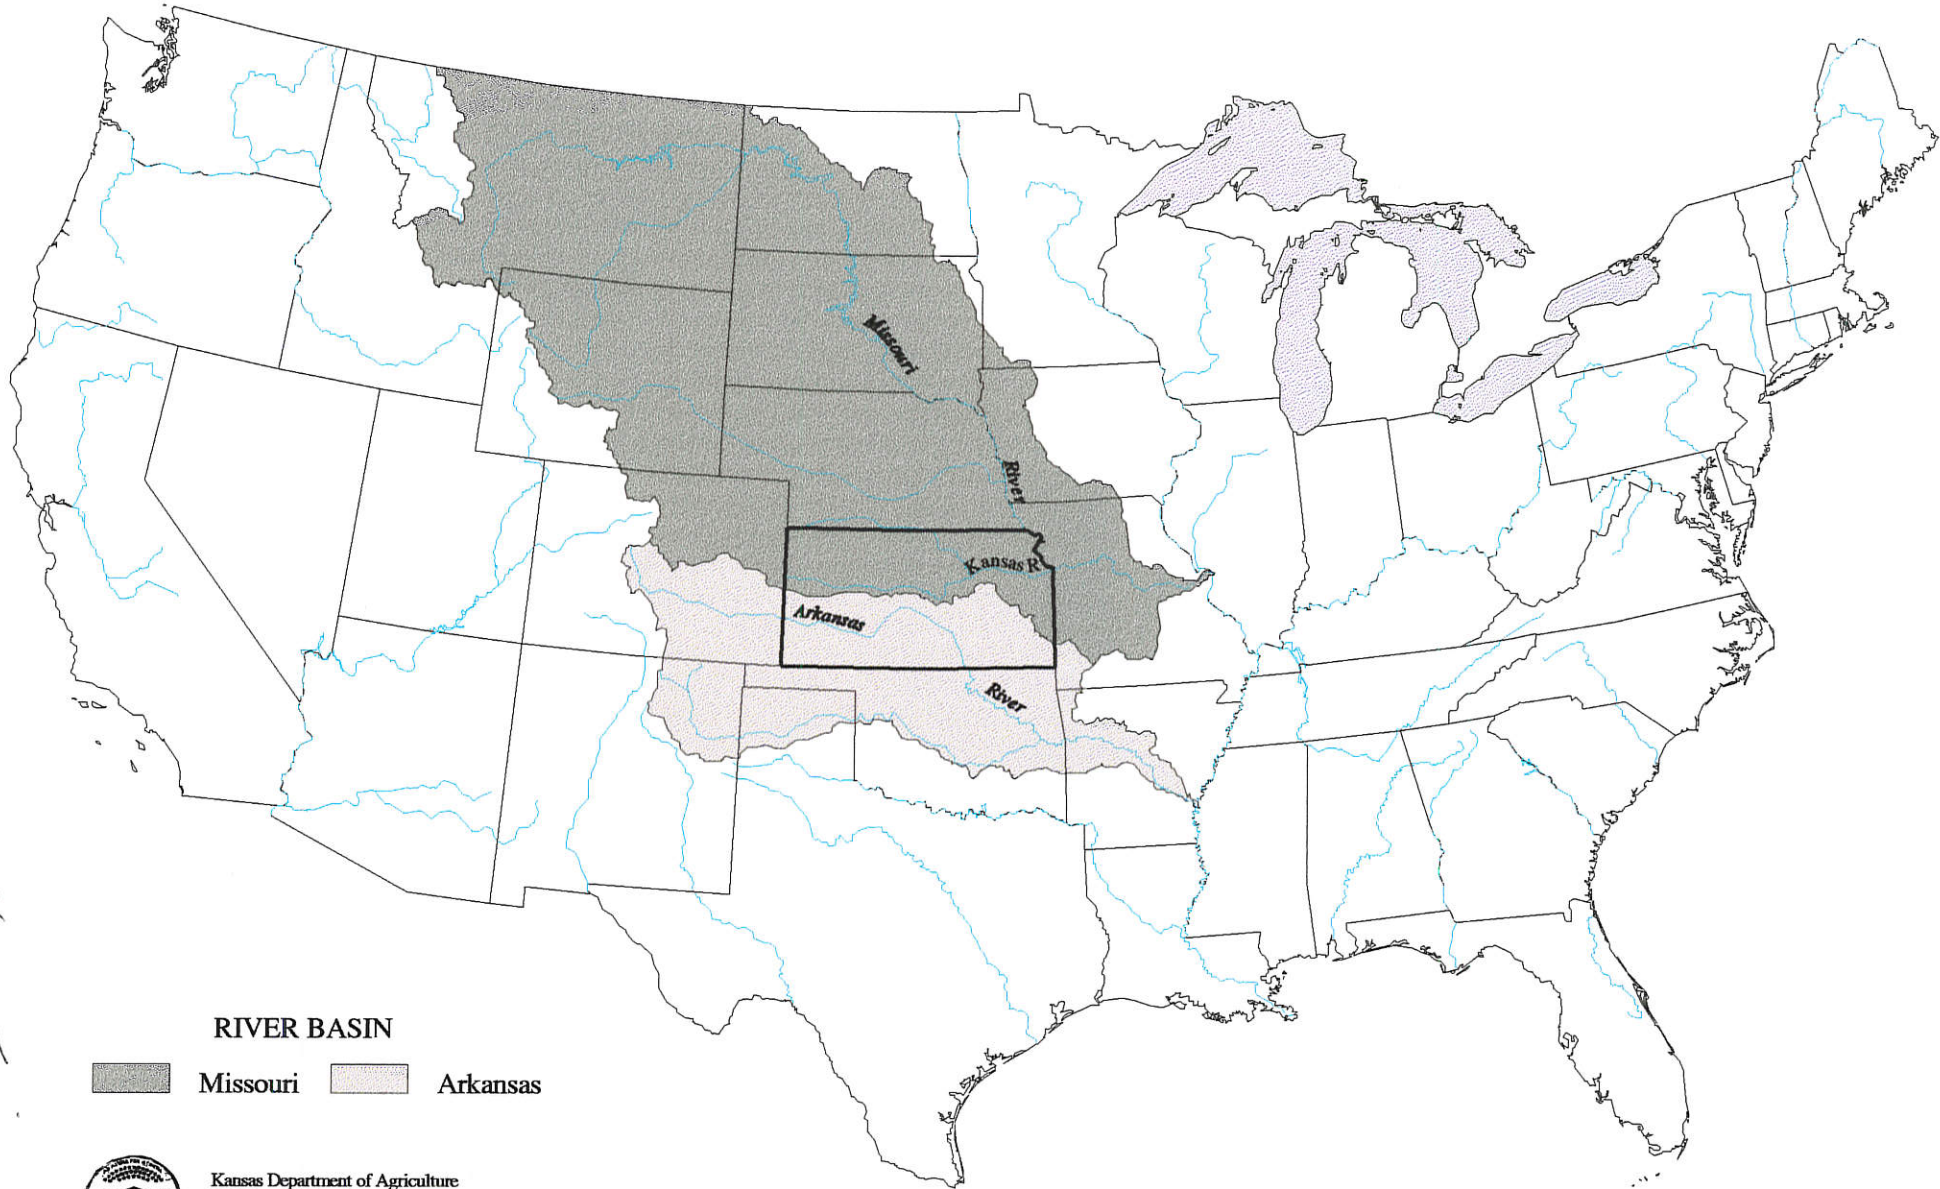 Missouri
River
Kansas R
Arkansas
River
RIVER BASIN
Missouri Arkansas
Kansas Department of Agriculture